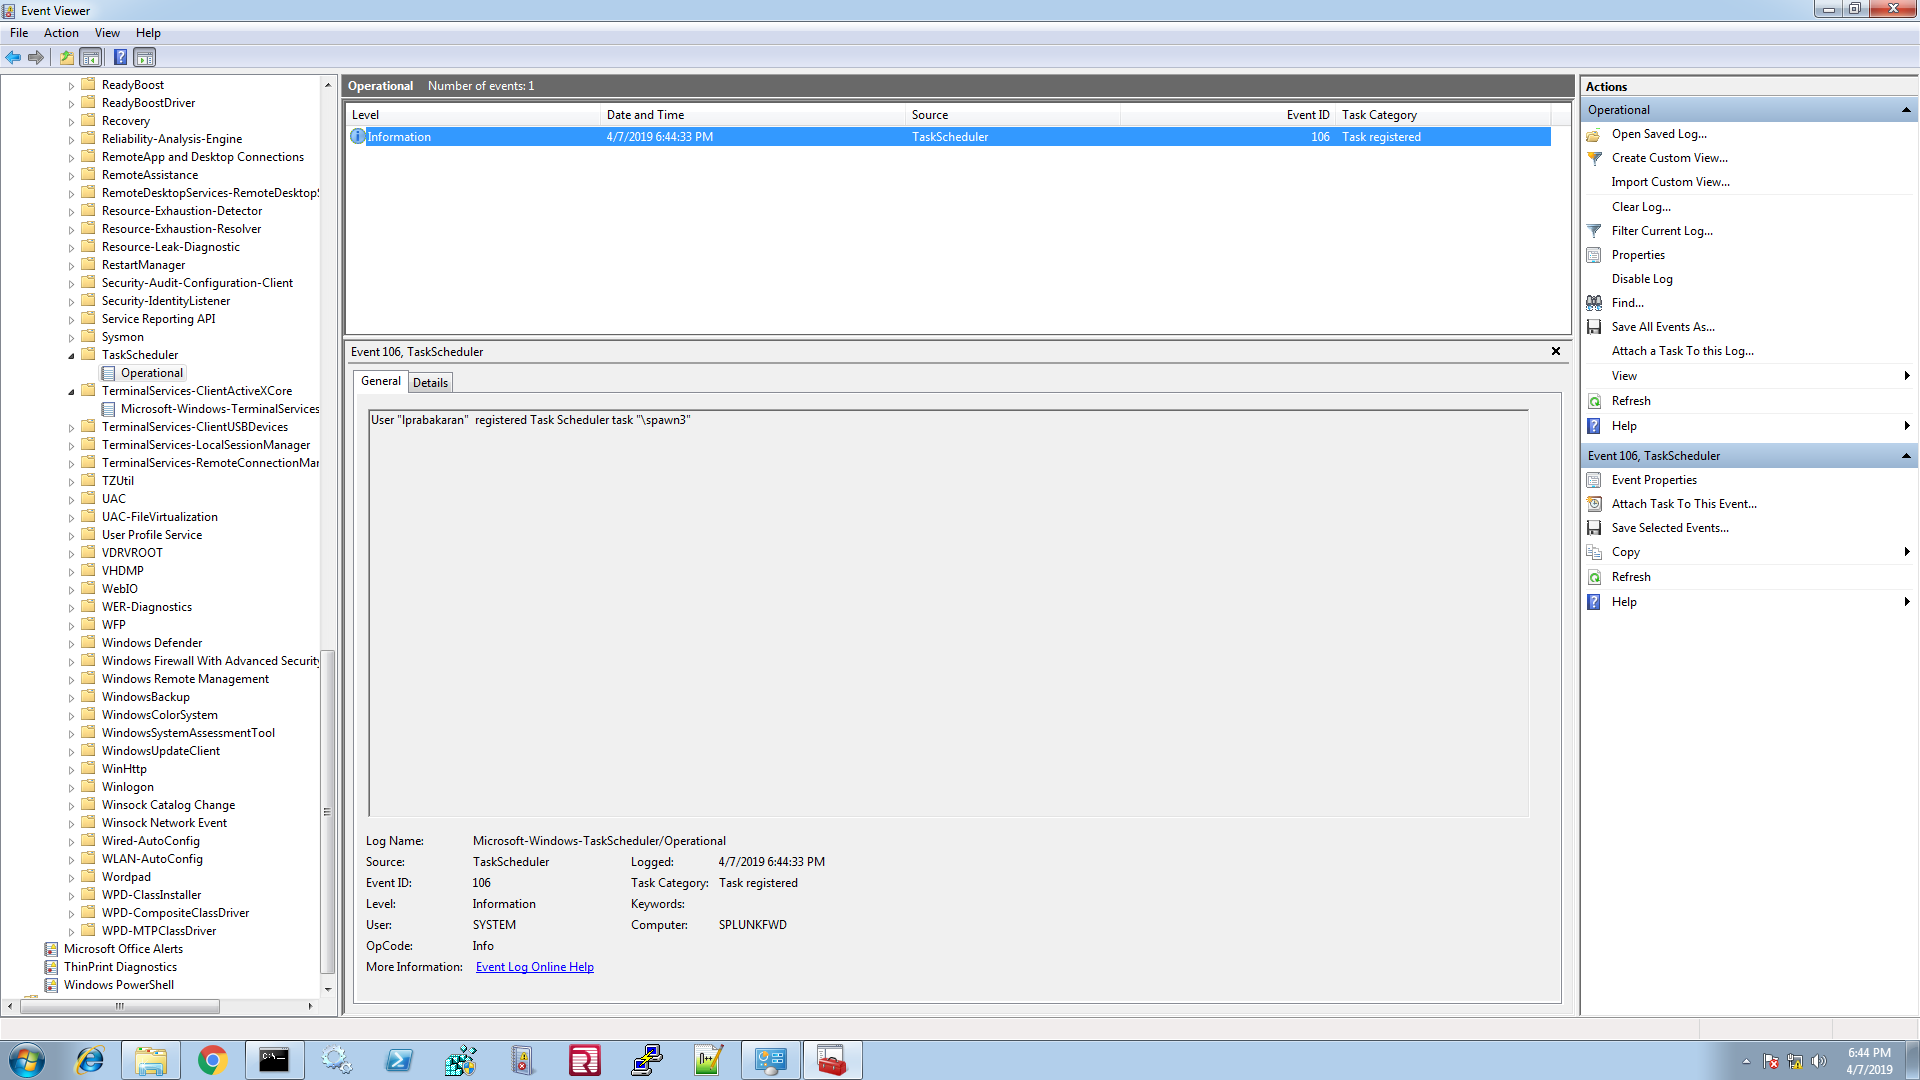 Event Viewer
File Action View Help
ReadyBoost
ReadyBoostDriver
Recovery
Reliability-Analysis-Engine
RemoteApp and Desktop Connections
RemoteAssistance
RemoteDesktopServices-RemoteDesktopS
Resource-Exhaustion-Detector
Resource-Exhaustion-Resolver
Resource-Leak-Diagnostic
RestartManager
Security-Audit-Configuration-Client
Security-IdentityListener
Service Reporting API
Sysmon
TaskScheduler
Operational
TerminalServices-ClientActiveXCore
Microsoft-Windows-TerminalServices
TerminalServices-ClientUSBDevices
TerminalServices-LocalSessionManager
TerminalServices-RemoteConnectionMar
TZUtil
UAC
UAC-FileVirtualization
User Profile Service
VDRVROOT
VHDMP
WebIO
WER-Diagnostics
WFP
Windows Defender
Windows Firewall With Advanced Security
Windows Remote Management
WindowsBackup
WindowsColorSystem
WindowsSystemAssessmentTool
WindowsUpdateClient
WinHttp
Winlogon
Winsock Catalog Change
Winsock Network Event
Wired-AutoConfig
WLAN-AutoConfig
Wordpad
WPD-ClassInstaller
WPD-CompositeClassDriver
WPD-MTPClassDriver
Microsoft Office Alerts
ThinPrint Diagnostics
Windows PowerShell
Operational Number of events: 1
Level Date and Time Source Event ID Task Category
Information 4/7/2019 6:44:33 PM TaskScheduler 106 Task registered
Event 106, TaskScheduler
General Details
User "lprabakaran" registered Task Scheduler task "\spawn3"
Log Name: Microsoft-Windows-TaskScheduler/Operational
Source: TaskScheduler Logged: 4/7/2019 6:44:33 PM
Event ID: 106 Task Category: Task registered
Level: Information Keywords:
User: SYSTEM Computer: SPLUNKFWD
OpCode: Info
More Information: Event Log Online Help
Actions
Operational
Open Saved Log...
Create Custom View...
Import Custom View...
Clear Log...
Filter Current Log...
Properties
Disable Log
Find...
Save All Events As...
Attach a Task To this Log...
View
Refresh
Help
Event 106, TaskScheduler
Event Properties
Attach Task To This Event...
Save Selected Events...
Copy
Refresh
Help
6:44 PM
4/7/2019